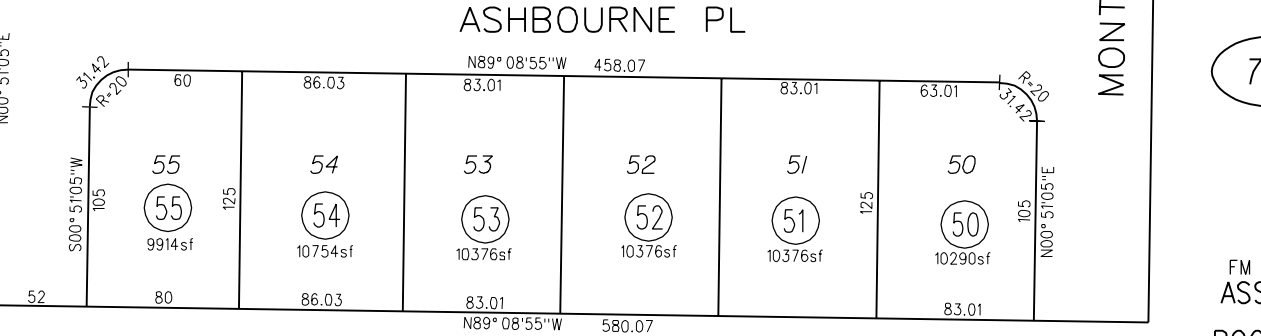 ASHBOURNE PL
MONT
N00° 51'05"E
N89° 08'55"W 458.07
31.42
R=20
60
86.03
83.01
83.01
63.01
R=20
31.42
7
55
54
53
52
51
50
S00° 51'05"W
105
125
125
105
N00° 51'05"E
55
54
53
52
51
50
9914sf
10754sf
10376sf
10376sf
10376sf
10290sf
FM
ASS
52
80
86.03
83.01
83.01
N89° 08'55"W 580.07